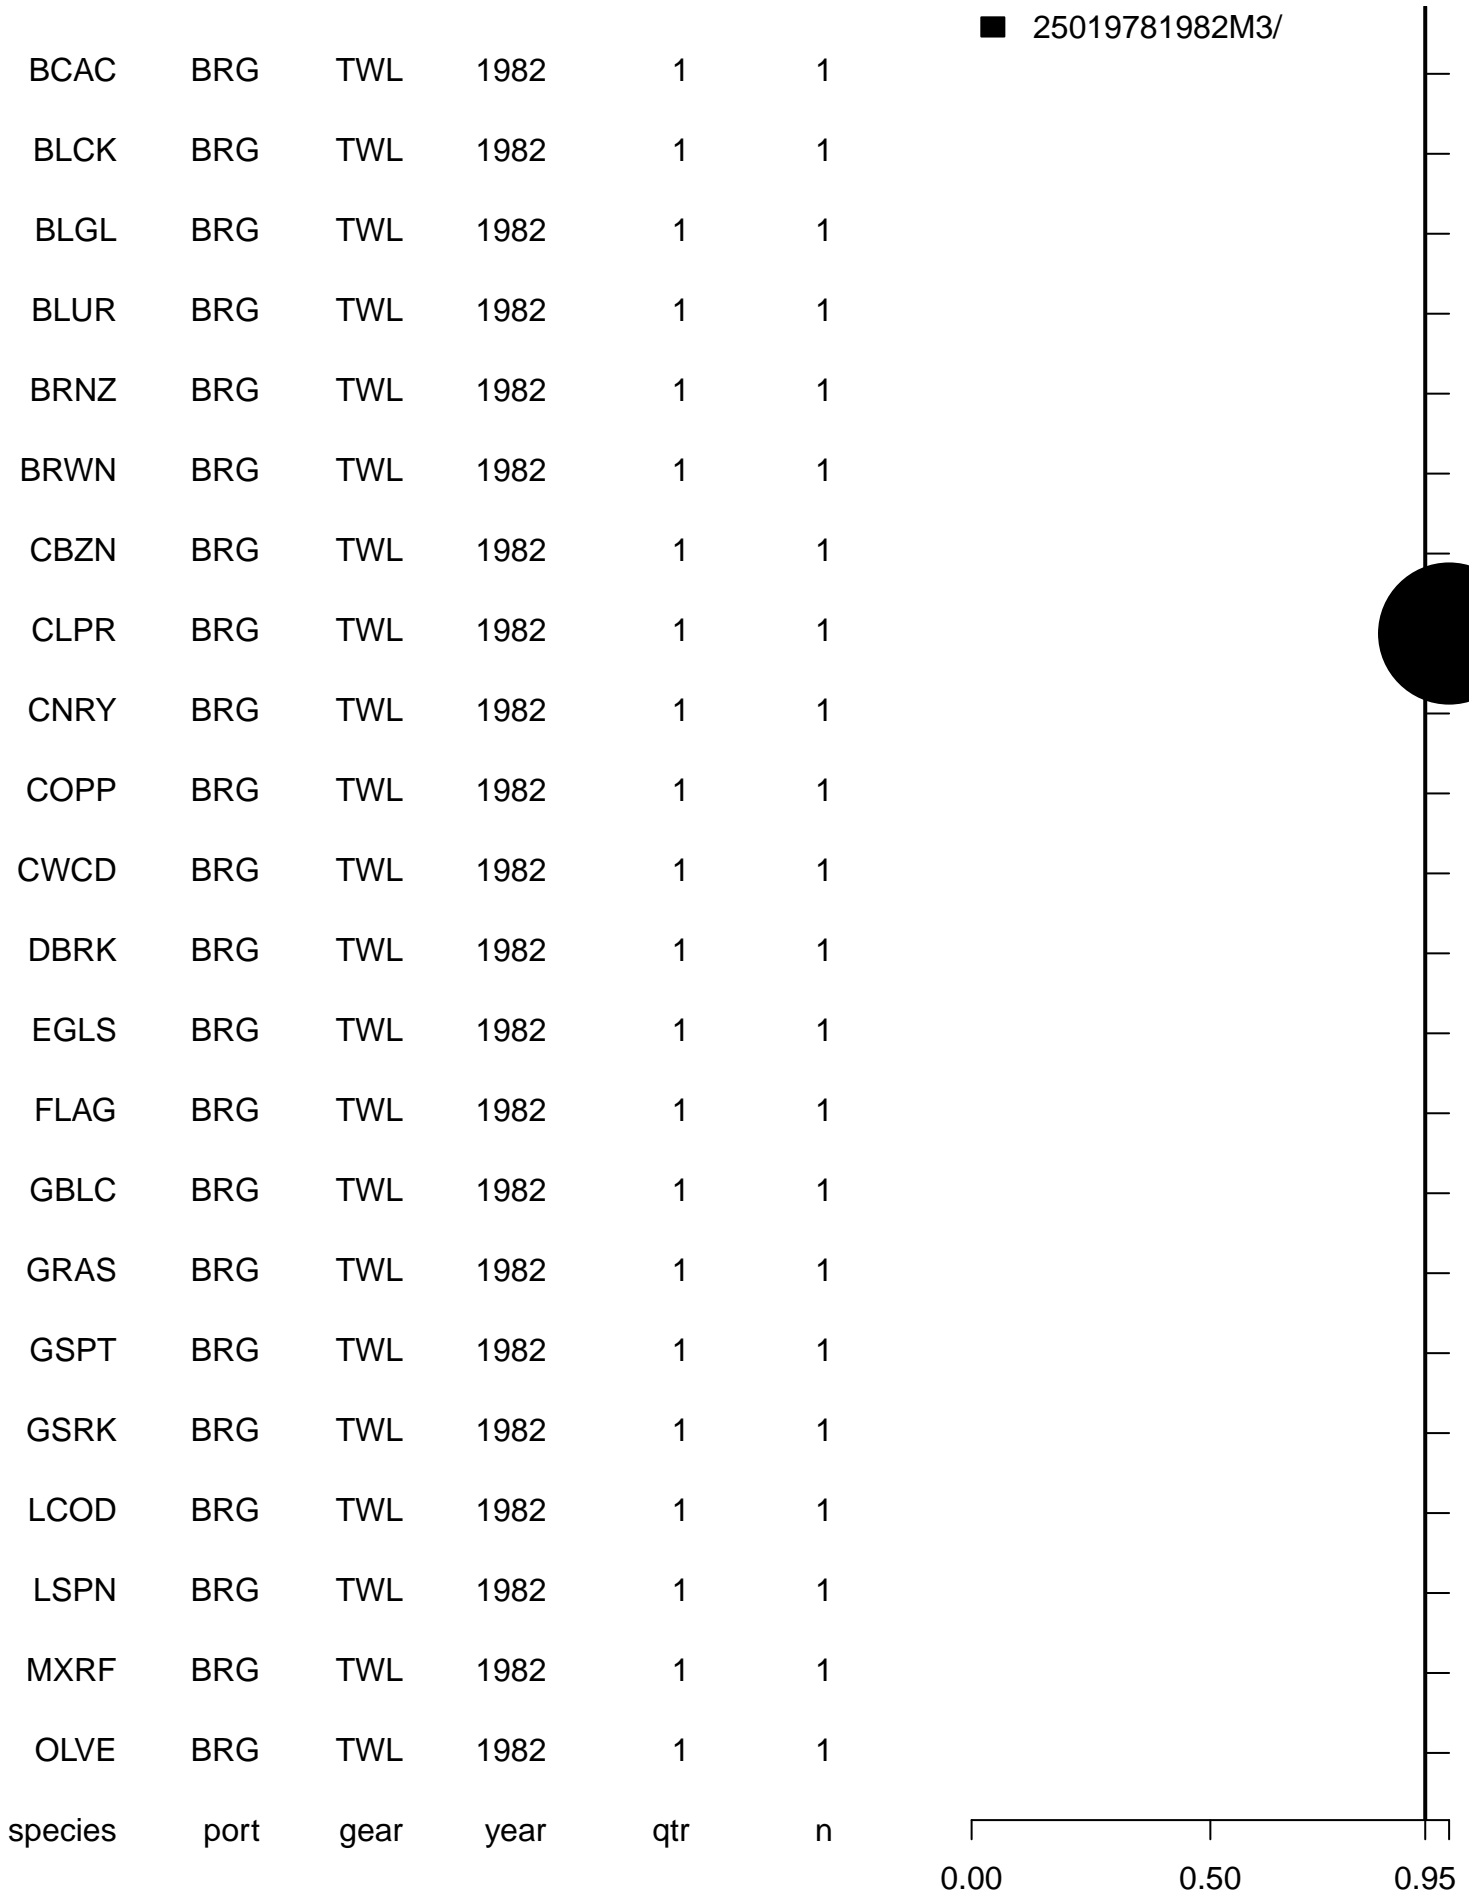 25019781982M3/
BCAC BRG TWL 1982 1 1
BLCK BRG TWL 1982 1 1
BLGL BRG TWL 1982 1 1
BLUR BRG TWL 1982 1 1
BRNZ BRG TWL 1982 1 1
BRWN BRG TWL 1982 1 1
CBZN BRG TWL 1982 1 1
CLPR BRG TWL 1982 1 1
CNRY BRG TWL 1982 1 1
COPP BRG TWL 1982 1 1
CWCD BRG TWL 1982 1 1
DBRK BRG TWL 1982 1 1
EGLS BRG TWL 1982 1 1
FLAG BRG TWL 1982 1 1
GBLC BRG TWL 1982 1 1
GRAS BRG TWL 1982 1 1
GSPT BRG TWL 1982 1 1
GSRK BRG TWL 1982 1 1
LCOD BRG TWL 1982 1 1
LSPN BRG TWL 1982 1 1
MXRF BRG TWL 1982 1 1
OLVE BRG TWL 1982 1 1
species port gear year qtr n
0.00 0.50 0.95